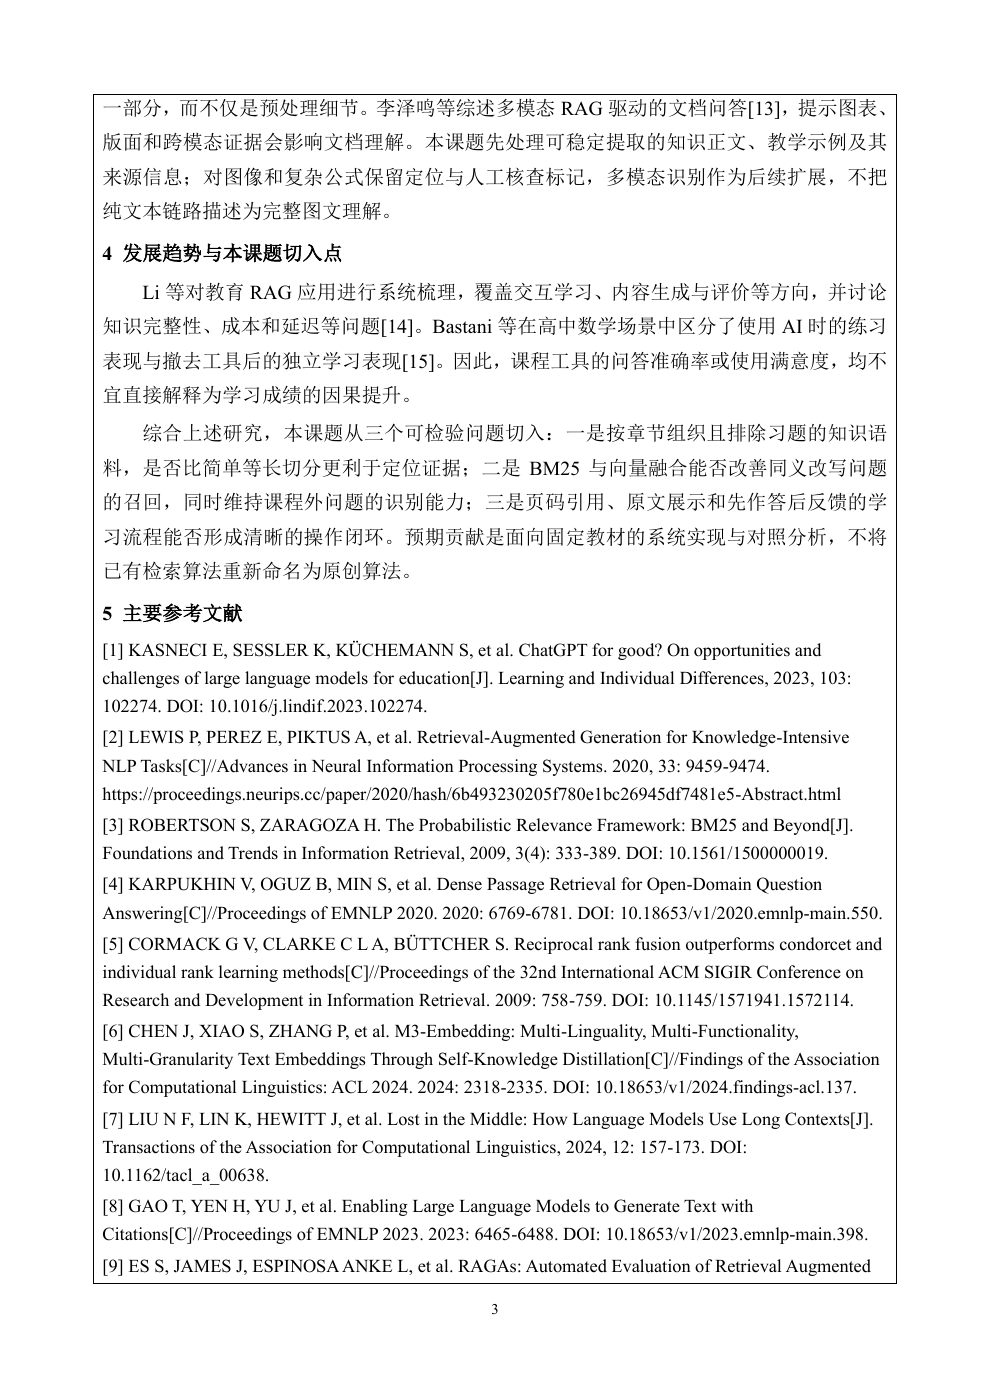 一部分，而不仅是预处理细节。李泽鸣等综述多模态 RAG 驱动的文档问答[13]，提示图表、
版面和跨模态证据会影响文档理解。本课题先处理可稳定提取的知识正文、教学示例及其
来源信息；对图像和复杂公式保留定位与人工核查标记，多模态识别作为后续扩展，不把
纯文本链路描述为完整图文理解。
4 发展趋势与本课题切入点
Li 等对教育 RAG 应用进行系统梳理，覆盖交互学习、内容生成与评价等方向，并讨论
知识完整性、成本和延迟等问题[14]。Bastani 等在高中数学场景中区分了使用 AI 时的练习
表现与撤去工具后的独立学习表现[15]。因此，课程工具的问答准确率或使用满意度，均不
宜直接解释为学习成绩的因果提升。
综合上述研究，本课题从三个可检验问题切入：一是按章节组织且排除习题的知识语
料，是否比简单等长切分更利于定位证据；二是 BM25 与向量融合能否改善同义改写问题
的召回，同时维持课程外问题的识别能力；三是页码引用、原文展示和先作答后反馈的学
习流程能否形成清晰的操作闭环。预期贡献是面向固定教材的系统实现与对照分析，不将
已有检索算法重新命名为原创算法。
5 主要参考文献
[1] KASNECI E, SESSLER K, KÜCHEMANN S, et al. ChatGPT for good? On opportunities and
challenges of large language models for education[J]. Learning and Individual Differences, 2023, 103:
102274. DOI: 10.1016/j.lindif.2023.102274.
[2] LEWIS P, PEREZ E, PIKTUS A, et al. Retrieval-Augmented Generation for Knowledge-Intensive
NLP Tasks[C]//Advances in Neural Information Processing Systems. 2020, 33: 9459-9474.
https://proceedings.neurips.cc/paper/2020/hash/6b493230205f780e1bc26945df7481e5-Abstract.html
[3] ROBERTSON S, ZARAGOZA H. The Probabilistic Relevance Framework: BM25 and Beyond[J].
Foundations and Trends in Information Retrieval, 2009, 3(4): 333-389. DOI: 10.1561/1500000019.
[4] KARPUKHIN V, OGUZ B, MIN S, et al. Dense Passage Retrieval for Open-Domain Question
Answering[C]//Proceedings of EMNLP 2020. 2020: 6769-6781. DOI: 10.18653/v1/2020.emnlp-main.550.
[5] CORMACK G V, CLARKE C L A, BÜTTCHER S. Reciprocal rank fusion outperforms condorcet and
individual rank learning methods[C]//Proceedings of the 32nd International ACM SIGIR Conference on
Research and Development in Information Retrieval. 2009: 758-759. DOI: 10.1145/1571941.1572114.
[6] CHEN J, XIAO S, ZHANG P, et al. M3-Embedding: Multi-Linguality, Multi-Functionality,
Multi-Granularity Text Embeddings Through Self-Knowledge Distillation[C]//Findings of the Association
for Computational Linguistics: ACL 2024. 2024: 2318-2335. DOI: 10.18653/v1/2024.findings-acl.137.
[7] LIU N F, LIN K, HEWITT J, et al. Lost in the Middle: How Language Models Use Long Contexts[J].
Transactions of the Association for Computational Linguistics, 2024, 12: 157-173. DOI:
10.1162/tacl_a_00638.
[8] GAO T, YEN H, YU J, et al. Enabling Large Language Models to Generate Text with
Citations[C]//Proceedings of EMNLP 2023. 2023: 6465-6488. DOI: 10.18653/v1/2023.emnlp-main.398.
[9] ES S, JAMES J, ESPINOSA ANKE L, et al. RAGAs: Automated Evaluation of Retrieval Augmented
3